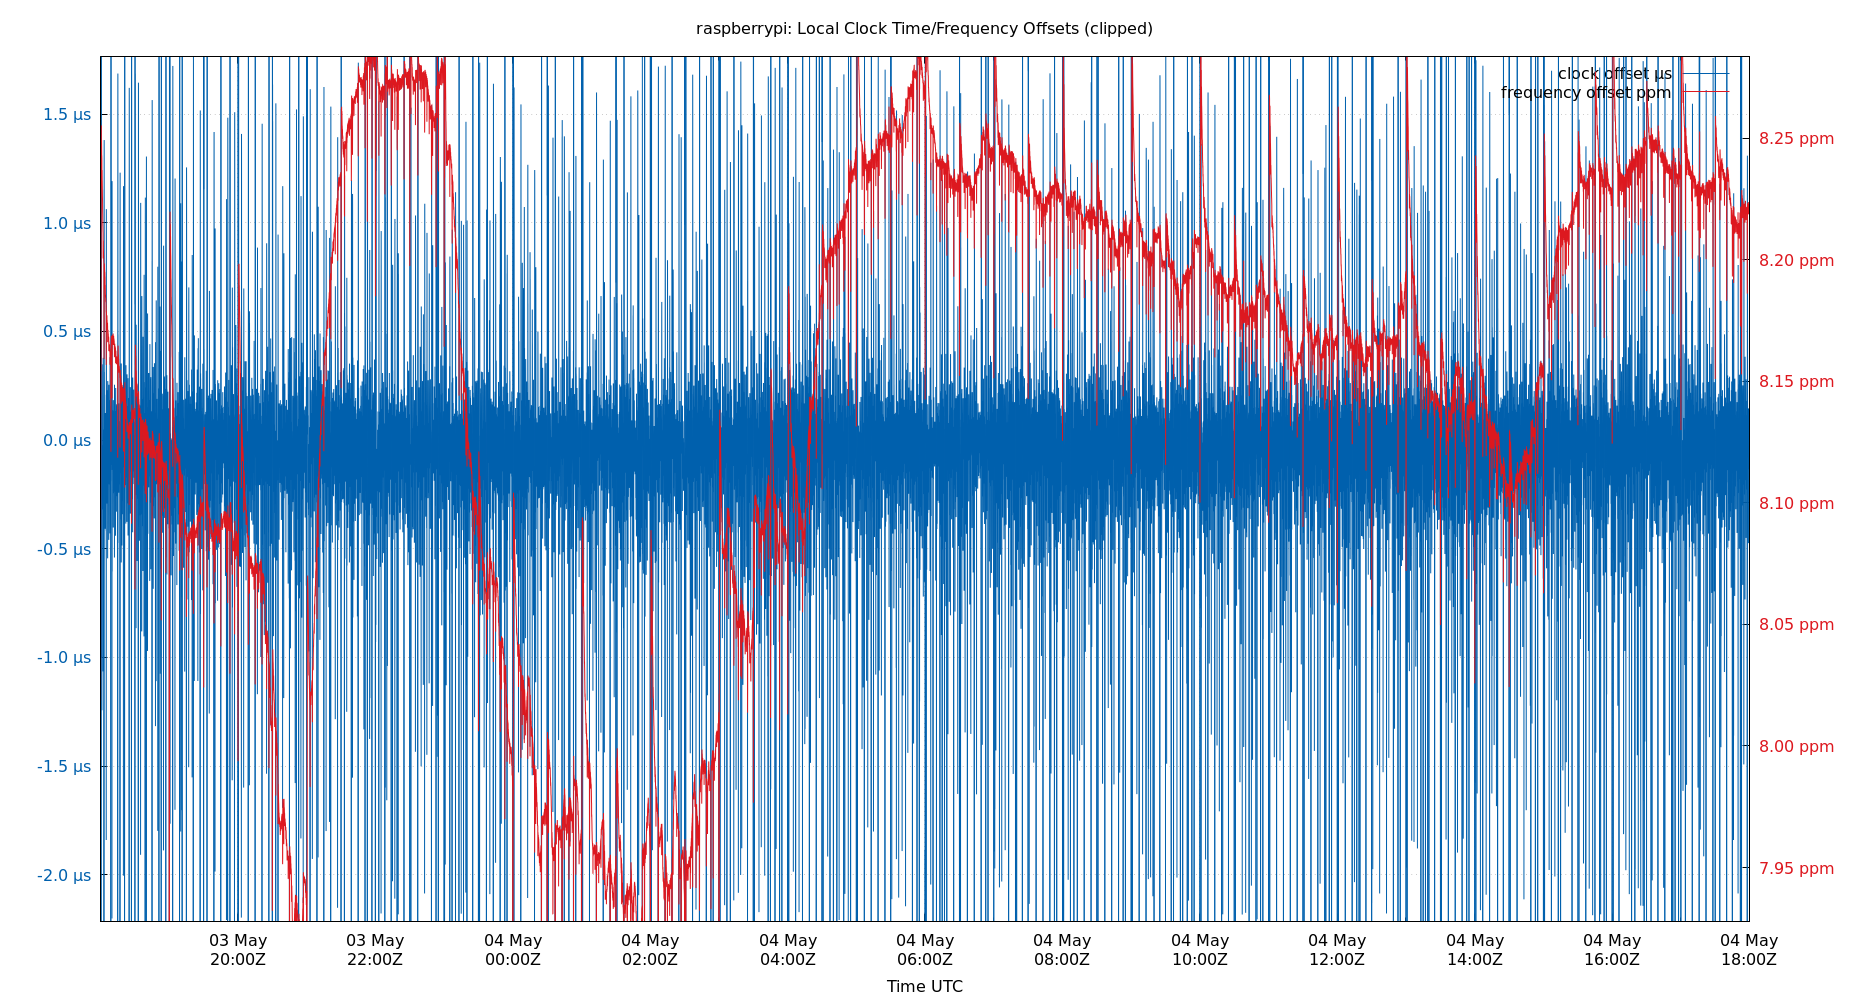 raspberrypi: Local Clock Time/Frequency Offsets (clipped)
clock offset µs
frequency offset ppm
1.5 µs
1.0 µs
0.5 µs
0.0 µs
-0.5 µs
-1.0 µs
-1.5 µs
-2.0 µs
8.25 ppm
8.20 ppm
8.15 ppm
8.10 ppm
8.05 ppm
8.00 ppm
7.95 ppm
03 May
20:00Z
03 May
22:00Z
04 May
00:00Z
04 May
02:00Z
04 May
04:00Z
04 May
06:00Z
04 May
08:00Z
04 May
10:00Z
04 May
12:00Z
04 May
14:00Z
04 May
16:00Z
04 May
18:00Z
Time UTC